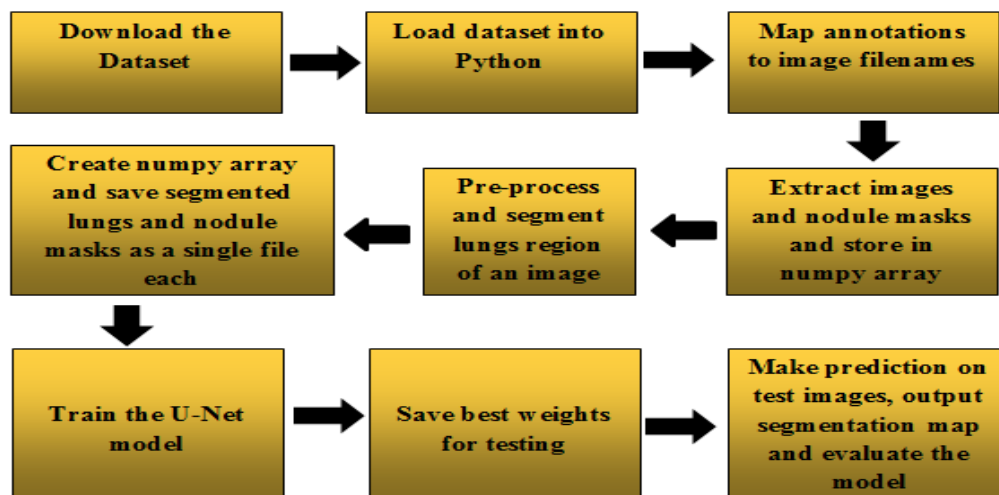 Download the
Dataset
Load dataset into
Python
Map annotations
to image filenames
Extract images
and nodule masks
and store in
numpy array
Pre-process
and segment
lungs region
of an image
Create numpy array
and save segmented
lungs and nodule
masks as a single file
each
Train the U-Net
model
Save best weights
for testing
Make prediction on
test images, output
segmentation map
and evaluate the
model